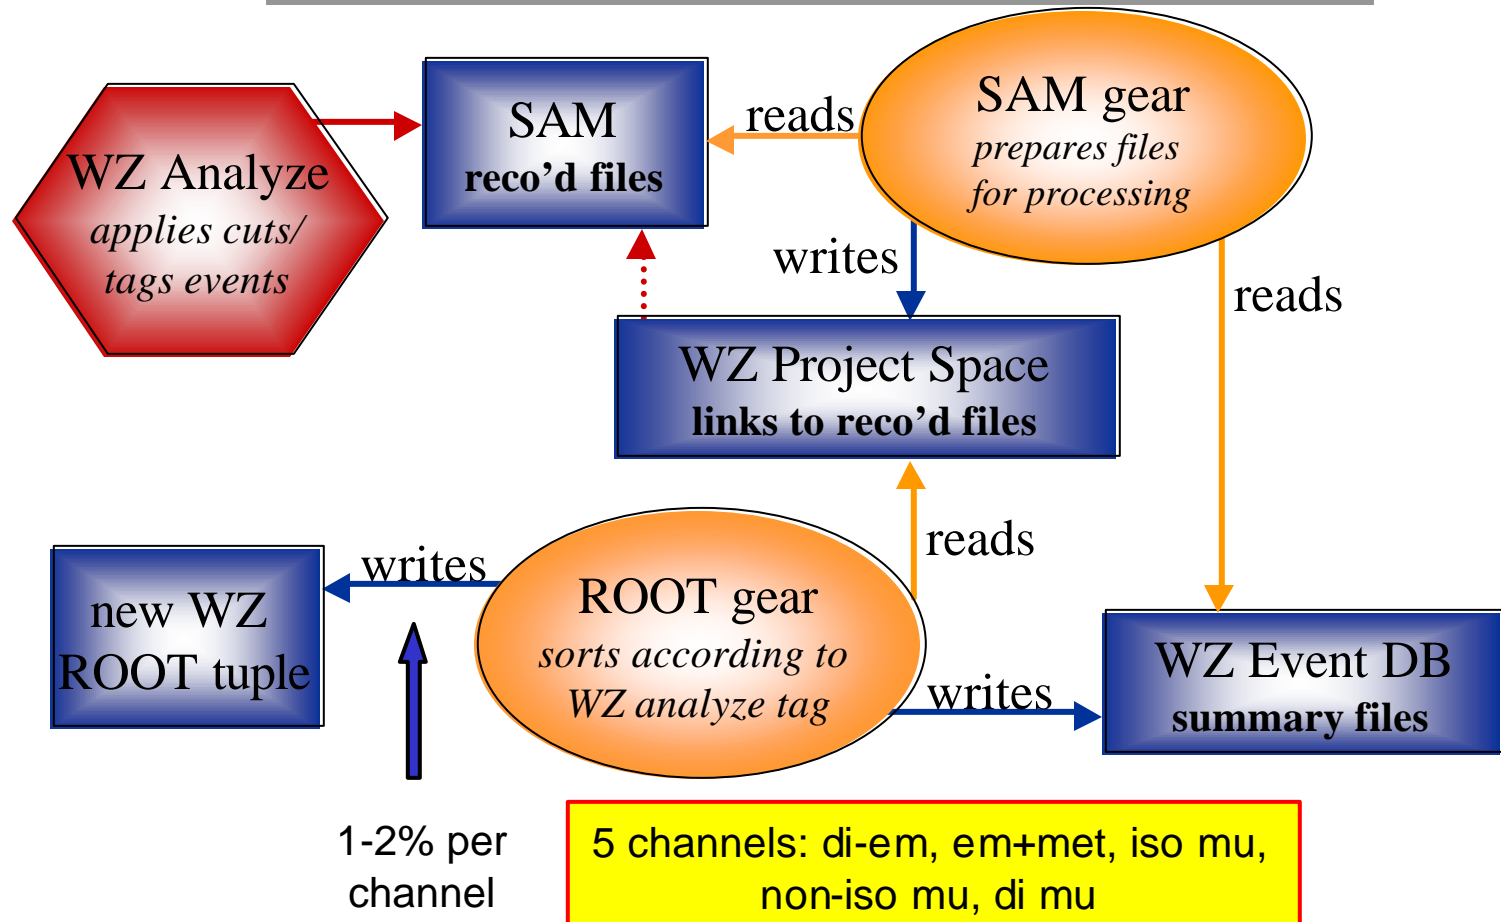 WZ Analyze
applies cuts/
tags events
SAM
reco’d files
reads
SAM gear
prepares files
for processing
writes
reads
WZ Project Space
links to reco’d files
reads
writes
new WZ
ROOT tuple
ROOT gear
sorts according to
WZ analyze tag
writes
WZ Event DB
summary files
1-2% per
channel
5 channels: di-em, em+met, iso mu,
non-iso mu, di mu